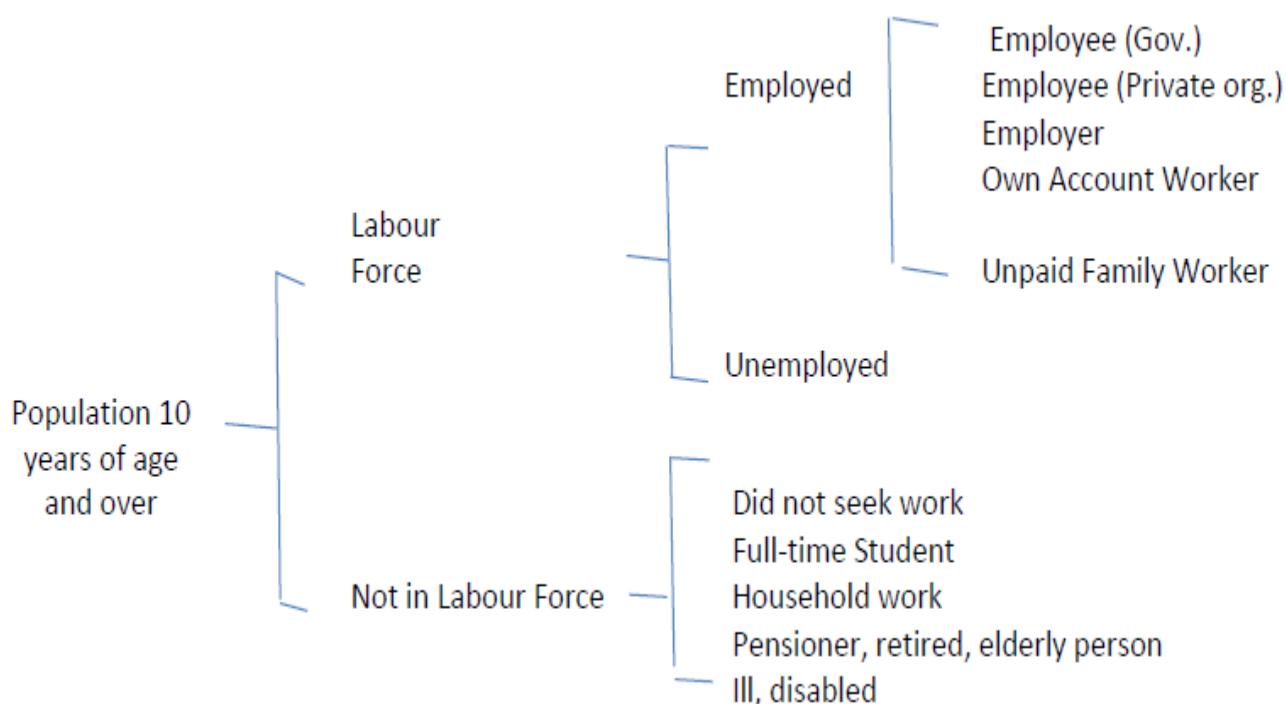 Population 10
years of age
and over
Labour
Force
Not in Labour Force
Employed
Unemployed
Employee (Gov.)
Employee (Private org.)
Employer
Own Account Worker
Unpaid Family Worker
Did not seek work
Full-time Student
Household work
Pensioner, retired, elderly person
Ill, disabled